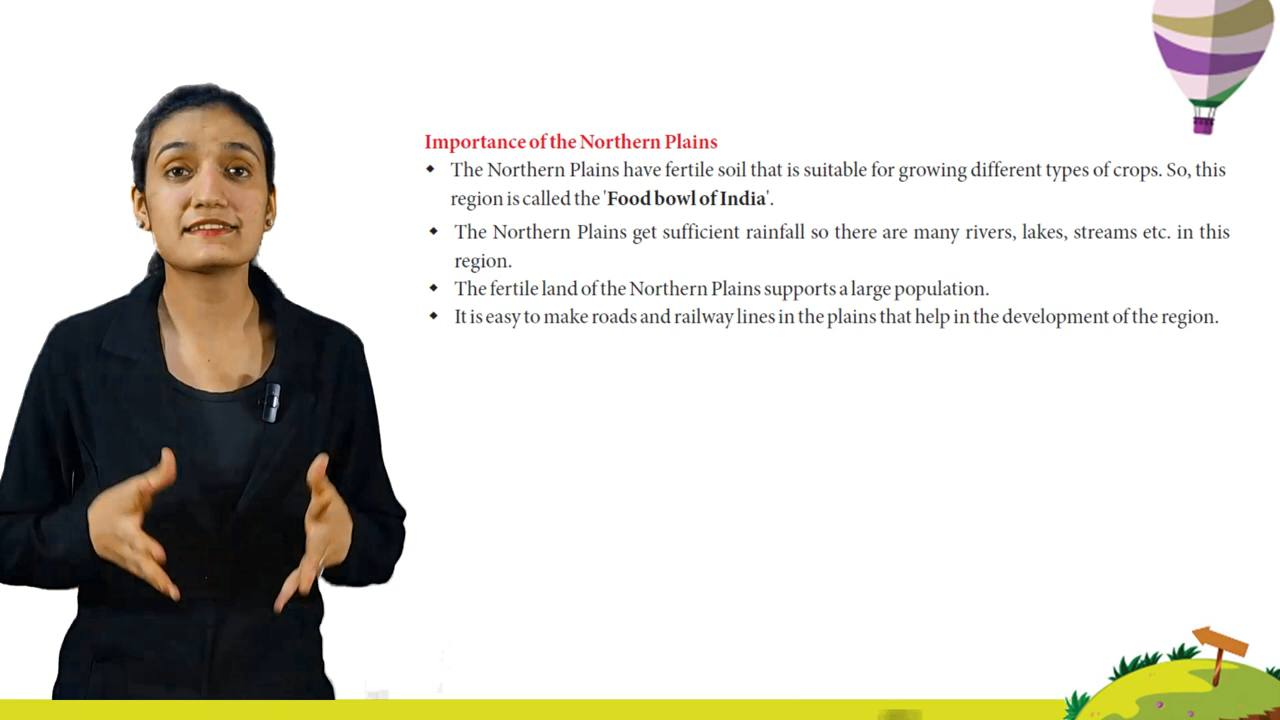 Importance of the Northern Plains
◆ The Northern Plains have fertile soil that is suitable for growing different types of crops. So, this
region is called the 'Food bowl of India'.
◆ The Northern Plains get sufficient rainfall so there are many rivers, lakes, streams etc. in this
region.
◆ The fertile land of the Northern Plains supports a large population.
◆ It is easy to make roads and railway lines in the plains that help in the development of the region.